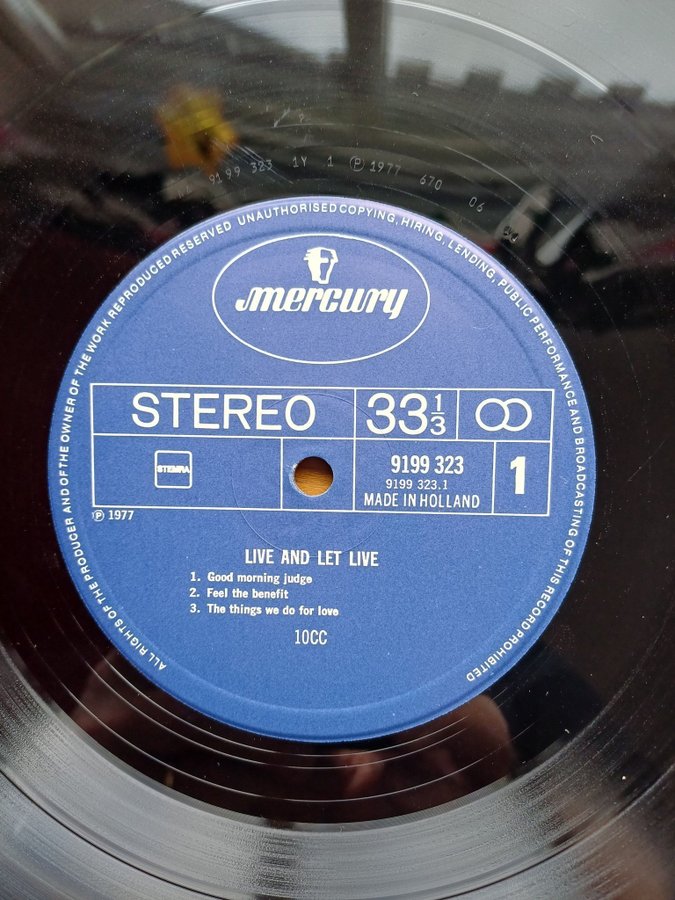 9199 323 1Y 1 Ⓟ 1977 670 06
ALL RIGHTS OF THE PRODUCER AND OF THE OWNER OF THE WORK REPRODUCED RESERVED UNAUTHORISED COPYING, HIRING, LENDING, PUBLIC PERFORMANCE AND BROADCASTING OF THIS RECORD PROHIBITED
mercury
STEREO
33 1/3
STEMRA
9199 323
9199 323.1
MADE IN HOLLAND
1
Ⓟ 1977
LIVE AND LET LIVE
1. Good morning judge
2. Feel the benefit
3. The things we do for love
10CC